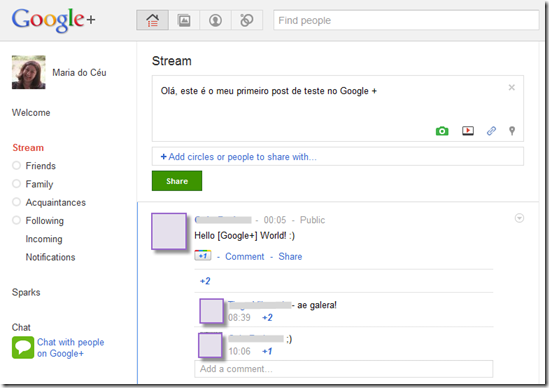 Google+
Find people
Maria do Céu
Welcome
Stream
Friends
Family
Acquaintances
Following
Incoming
Notifications
Sparks
Chat
Chat with people
on Google+
Stream
Olá, este é o meu primeiro post de teste no Google +
+ Add circles or people to share with...
Share
- 00:05 - Public
Hello [Google+] World! :)
+1 - Comment - Share
+2
- ae galera!
08:39 +2
;)
10:06 +1
Add a comment...